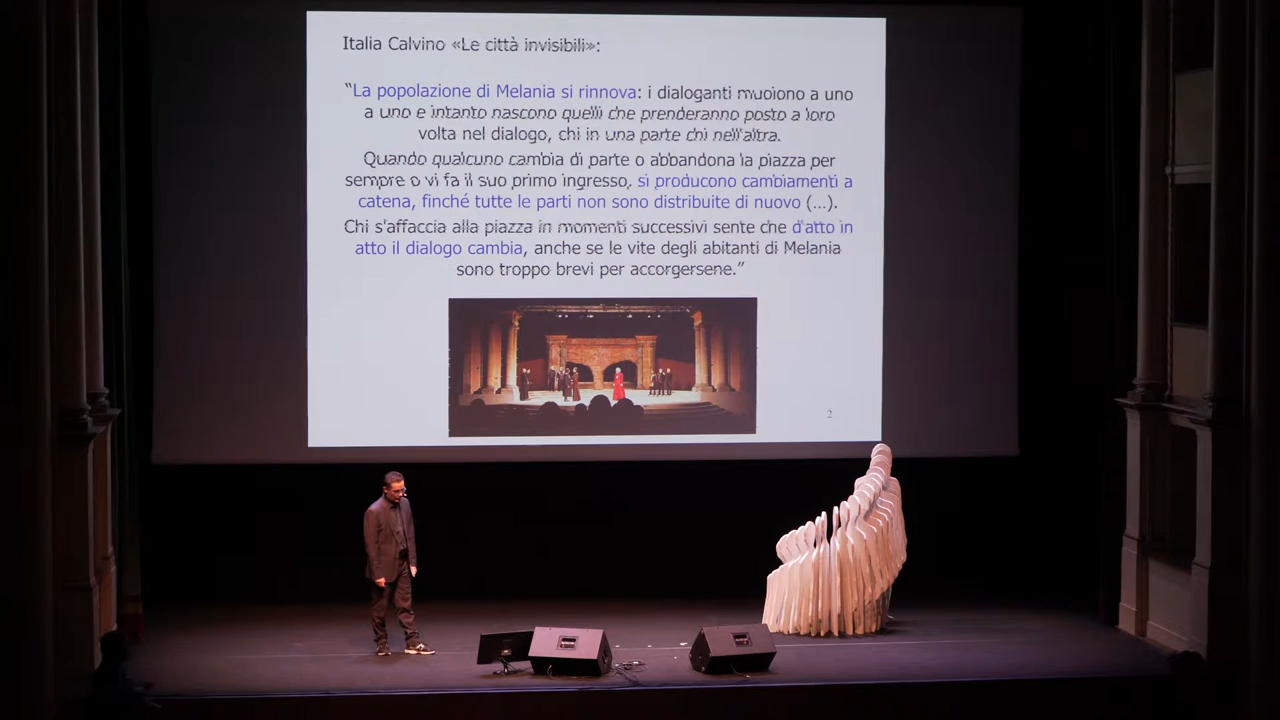 Italia Calvino «Le città invisibili»:
“La popolazione di Melania si rinnova: i dialoganti muoiono a uno
a uno e intanto nascono quelli che prenderanno posto a loro
volta nel dialogo, chi in una parte chi nell'altra.
Quando qualcuno cambia di parte o abbandona la piazza per
sempre o vi fa il suo primo ingresso, si producono cambiamenti a
catena, finché tutte le parti non sono distribuite di nuovo (…).
Chi s'affaccia alla piazza in momenti successivi sente che d'atto in
atto il dialogo cambia, anche se le vite degli abitanti di Melania
sono troppo brevi per accorgersene.”
2